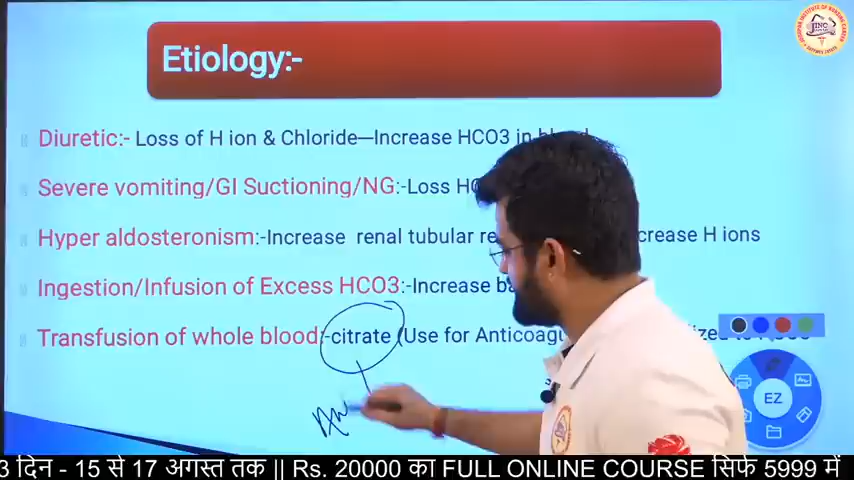 Etiology:-
Diuretic:- Loss of H ion & Chloride—Increase HCO3 in blood
Severe vomiting/GI Suctioning/NG:-Loss
Hyper aldosteronism:-Increase renal tubular H ions
Ingestion/Infusion of Excess HCO3:-Increase
Transfusion of whole blood:-citrate (Use for
EZ
3 दिन - 15 से 17 अगस्त तक || Rs. 20000 का FULL ONLINE COURSE सिर्फ 5999 में